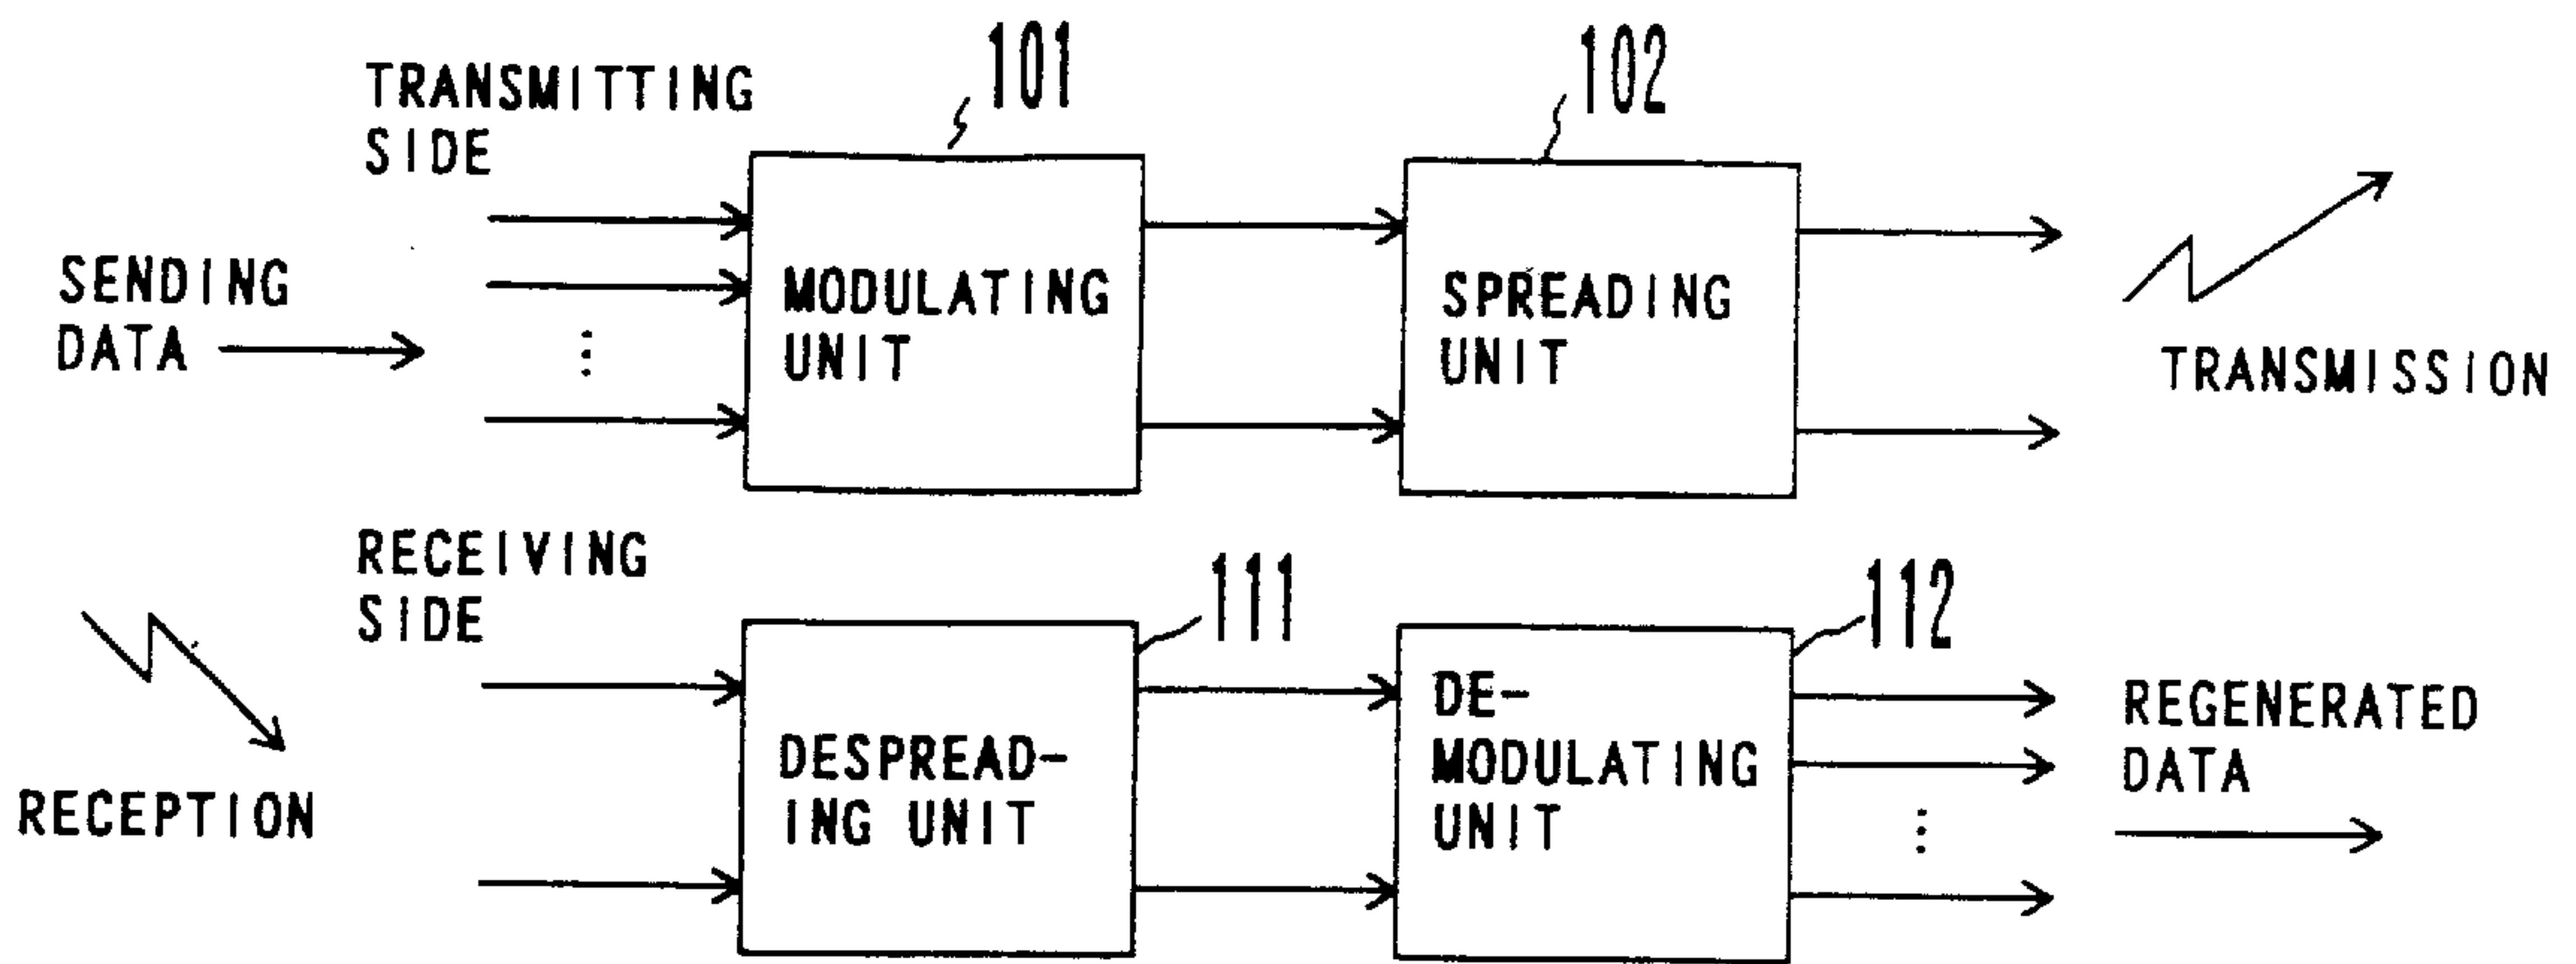 TRANSMITTING
SIDE
101
102
SENDING
DATA
MODULATING
UNIT
SPREADING
UNIT
TRANSMISSION
RECEIVING
SIDE
111
112
RECEPTION
DESPREAD-
ING UNIT
DE-
MODULATING
UNIT
REGENERATED
DATA